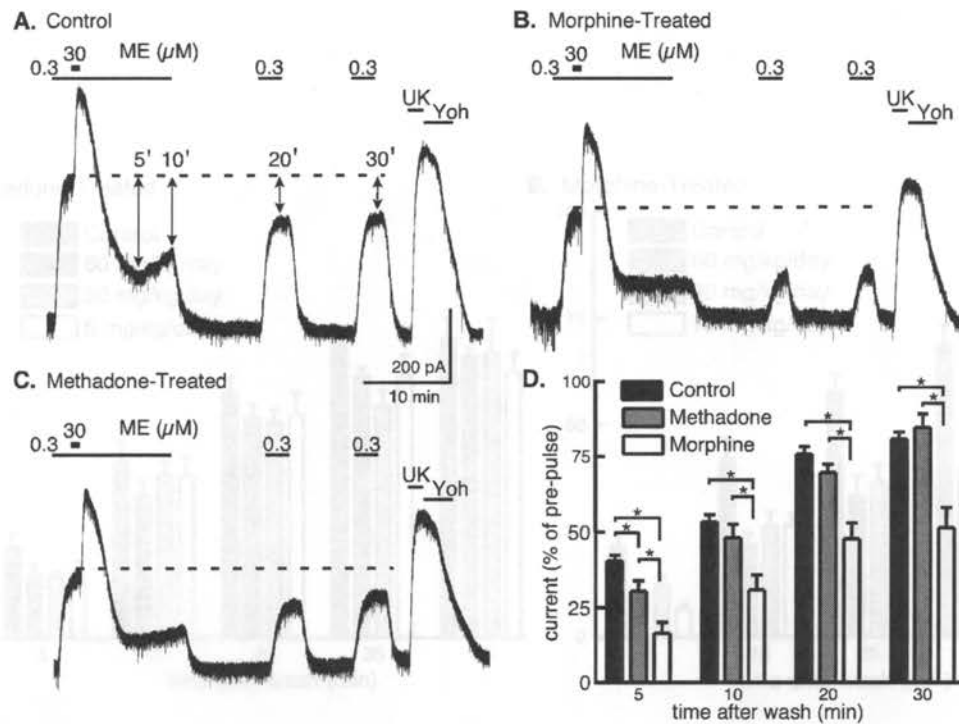 A. Control
30 ME (µM)
0.3 0.3 0.3
UK Yoh
5' 10' 20' 30'
200 pA
10 min
B. Morphine-Treated
30 ME (µM)
0.3 0.3 0.3
UK Yoh
C. Methadone-Treated
30 ME (µM)
0.3 0.3 0.3
UK Yoh
D.
Control
Methadone
Morphine
* * * * * * * * *
current (% of pre-pulse)
100
75
50
25
0
5 10 20 30
time after wash (min)